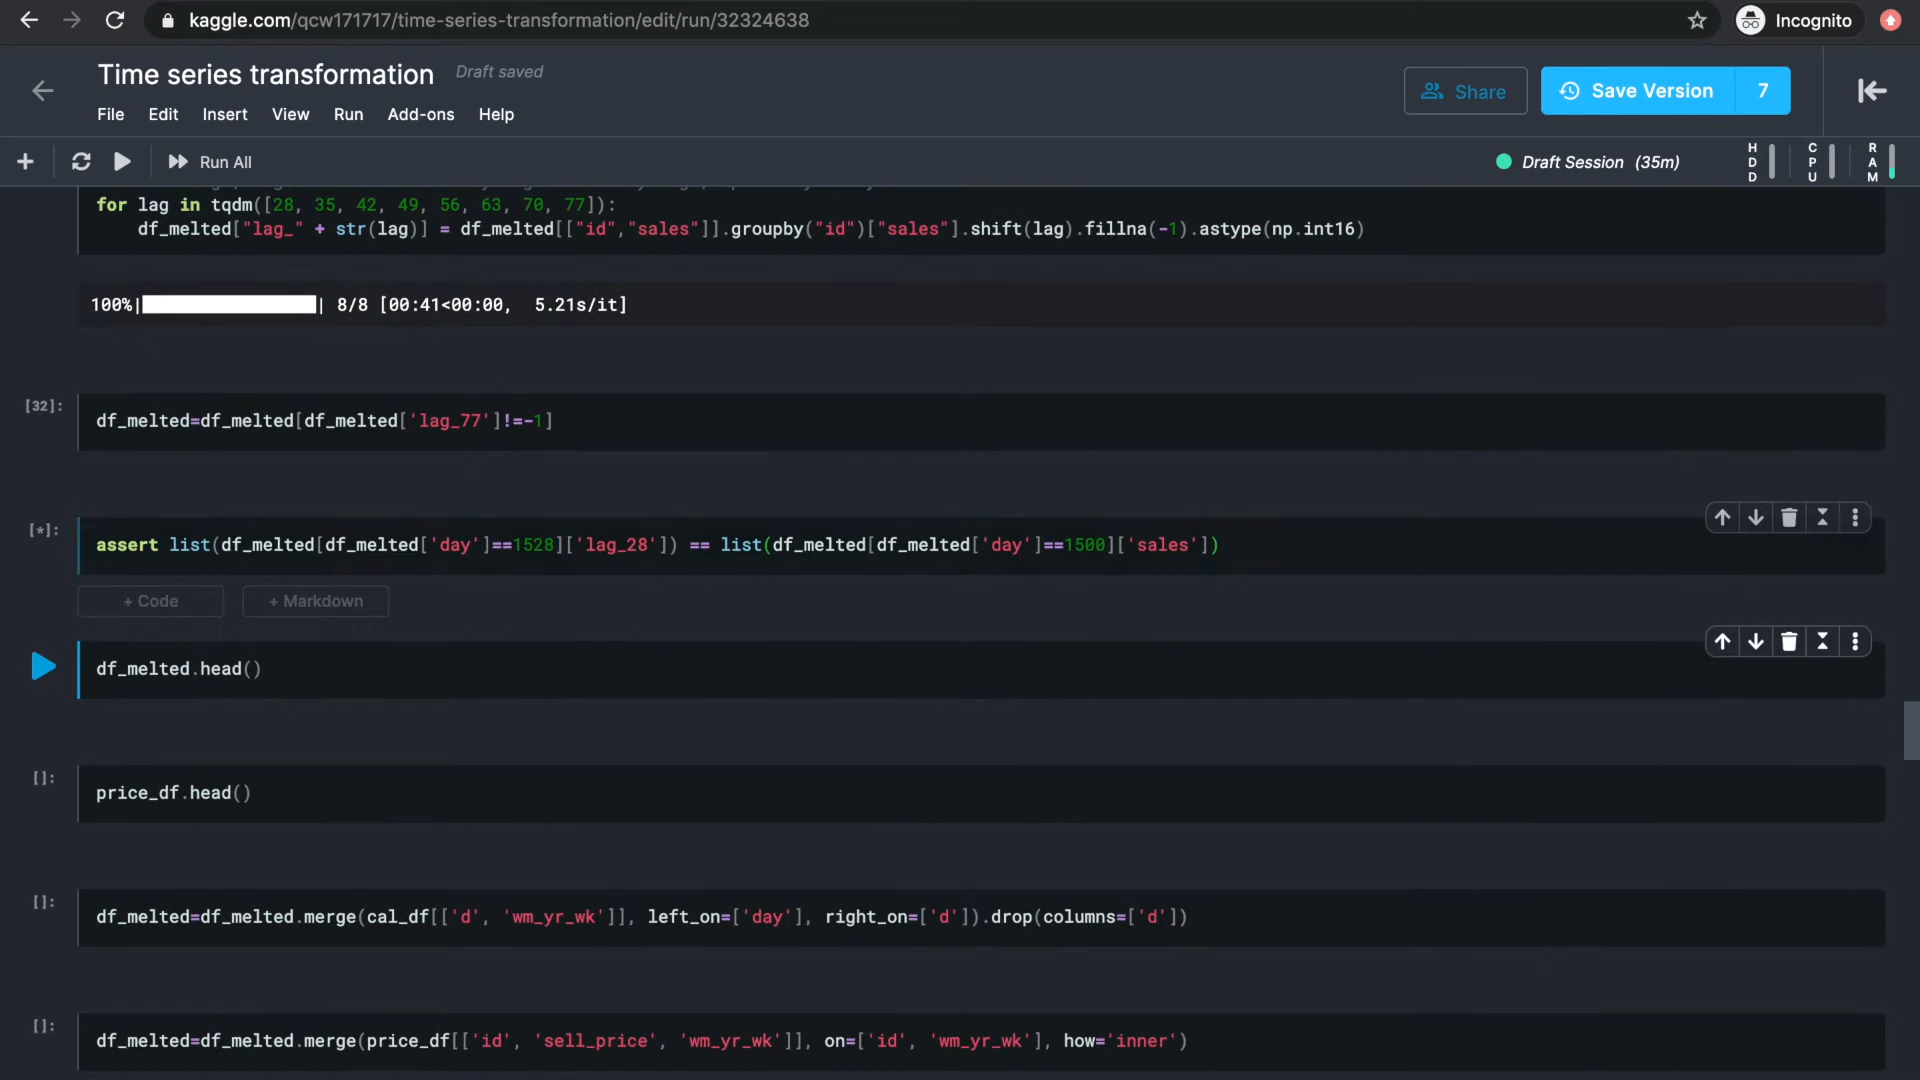 kaggle.com/qcw171717/time-series-transformation/edit/run/32324638
Incognito
Time series transformation
Draft saved
File Edit Insert View Run Add-ons Help
Share
Save Version 7
Run All
Draft Session (35m)
HDD
CPU
RAM
for lag in tqdm([28, 35, 42, 49, 56, 63, 70, 77]):
df_melted["lag_" + str(lag)] = df_melted[["id","sales"]].groupby("id")["sales"].shift(lag).fillna(-1).astype(np.int16)
100%| | 8/8 [00:41<00:00, 5.21s/it]
[32]:
df_melted=df_melted[df_melted['lag_77']!=-1]
[*]:
assert list(df_melted[df_melted['day']==1528]['lag_28']) == list(df_melted[df_melted['day']==1500]['sales'])
+ Code + Markdown
df_melted.head()
[]:
price_df.head()
[]:
df_melted=df_melted.merge(cal_df[['d', 'wm_yr_wk']], left_on=['day'], right_on=['d']).drop(columns=['d'])
[]:
df_melted=df_melted.merge(price_df[['id', 'sell_price', 'wm_yr_wk']], on=['id', 'wm_yr_wk'], how='inner')